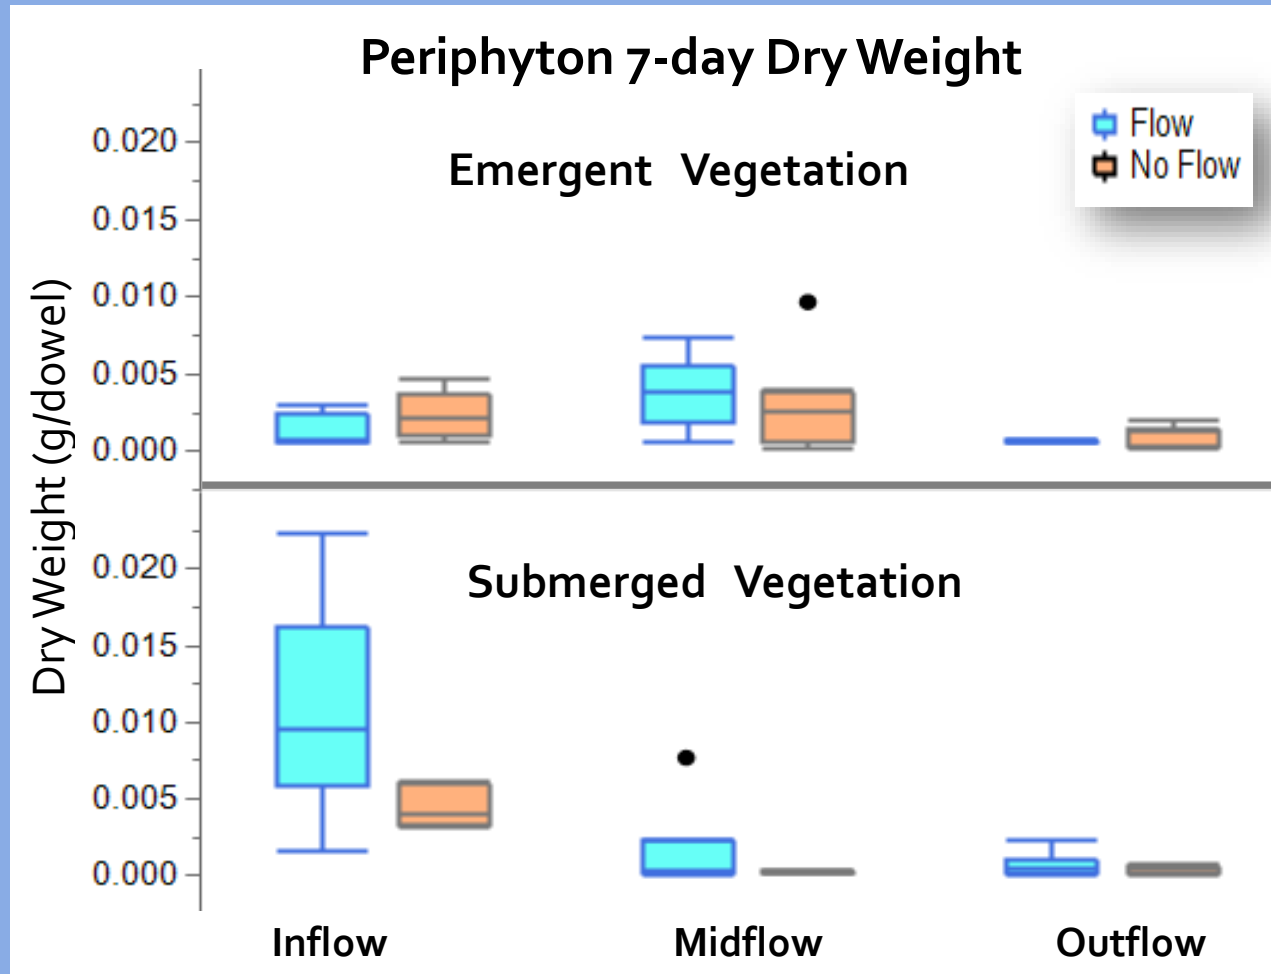 Periphyton 7-day Dry Weight
Flow
No Flow
Emergent Vegetation
0.020
0.015
0.010
0.005
0.000
Dry Weight (g/dowel)
Submerged Vegetation
0.020
0.015
0.010
0.005
0.000
Inflow Midflow Outflow